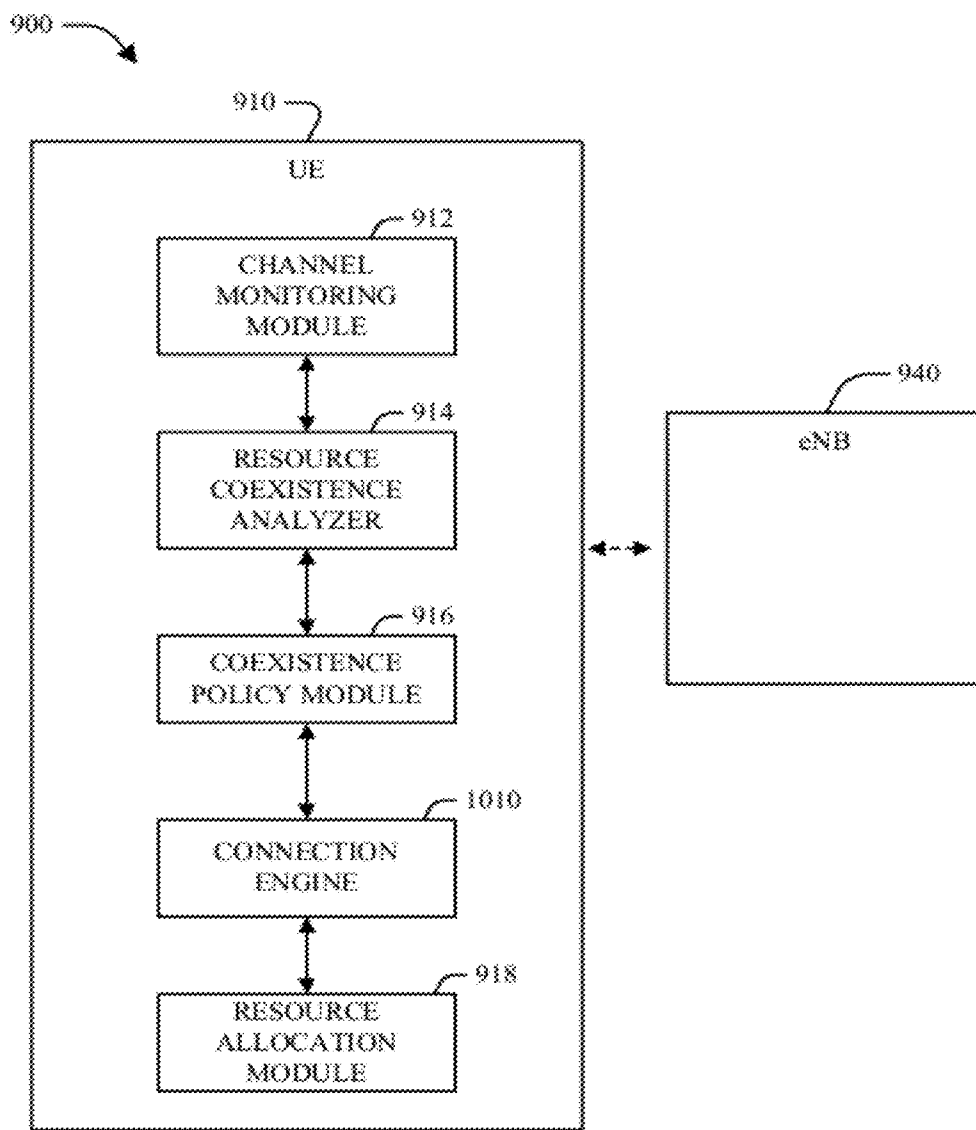 900
910
UE
912
CHANNEL
MONITORING
MODULE
914
RESOURCE
COEXISTENCE
ANALYZER
916
COEXISTENCE
POLICY MODULE
1010
CONNECTION
ENGINE
918
RESOURCE
ALLOCATION
MODULE
940
eNB